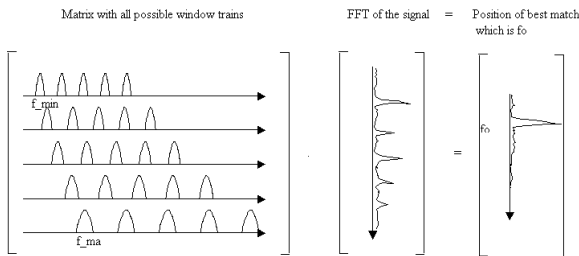 Matrix with all possible window trains
FFT of the signal = Position of best match
which is fo
f_min
fo
=
f_ma